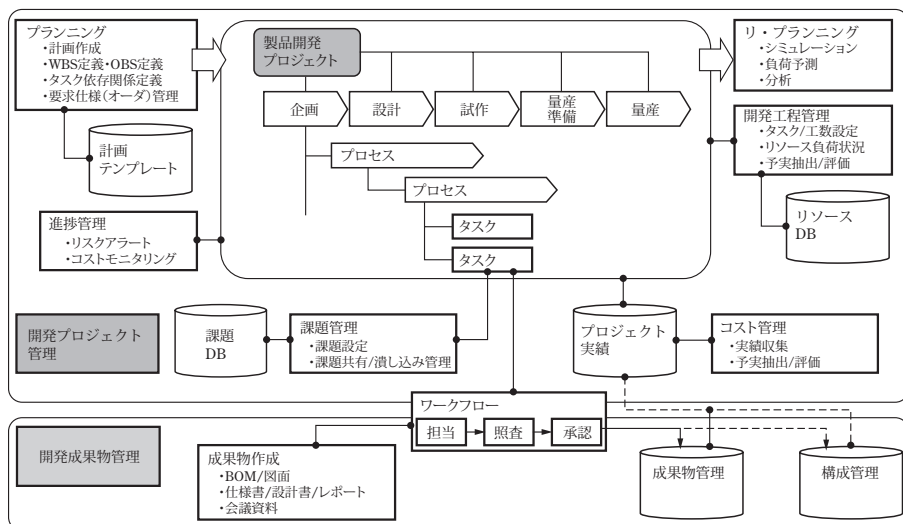 プランニング
・計画作成
・WBS定義・OBS定義
・タスク依存関係定義
・要求仕様(オーダ)管理
計画
テンプレート
進捗管理
・リスクアラート
・コストモニタリング
製品開発
プロジェクト
企画
設計
試作
量産
準備
量産
プロセス
プロセス
タスク
タスク
リ・プランニング
・シミュレーション
・負荷予測
・分析
開発工程管理
・タスク/工数設定
・リソース負荷状況
・予実抽出/評価
リソース
DB
開発プロジェクト
管理
課題
DB
課題管理
・課題設定
・課題共有/潰し込み管理
プロジェクト
実績
コスト管理
・実績収集
・予実抽出/評価
ワークフロー
担当
照査
承認
開発成果物管理
成果物作成
・BOM/図面
・仕様書/設計書/レポート
・会議資料
成果物管理
構成管理